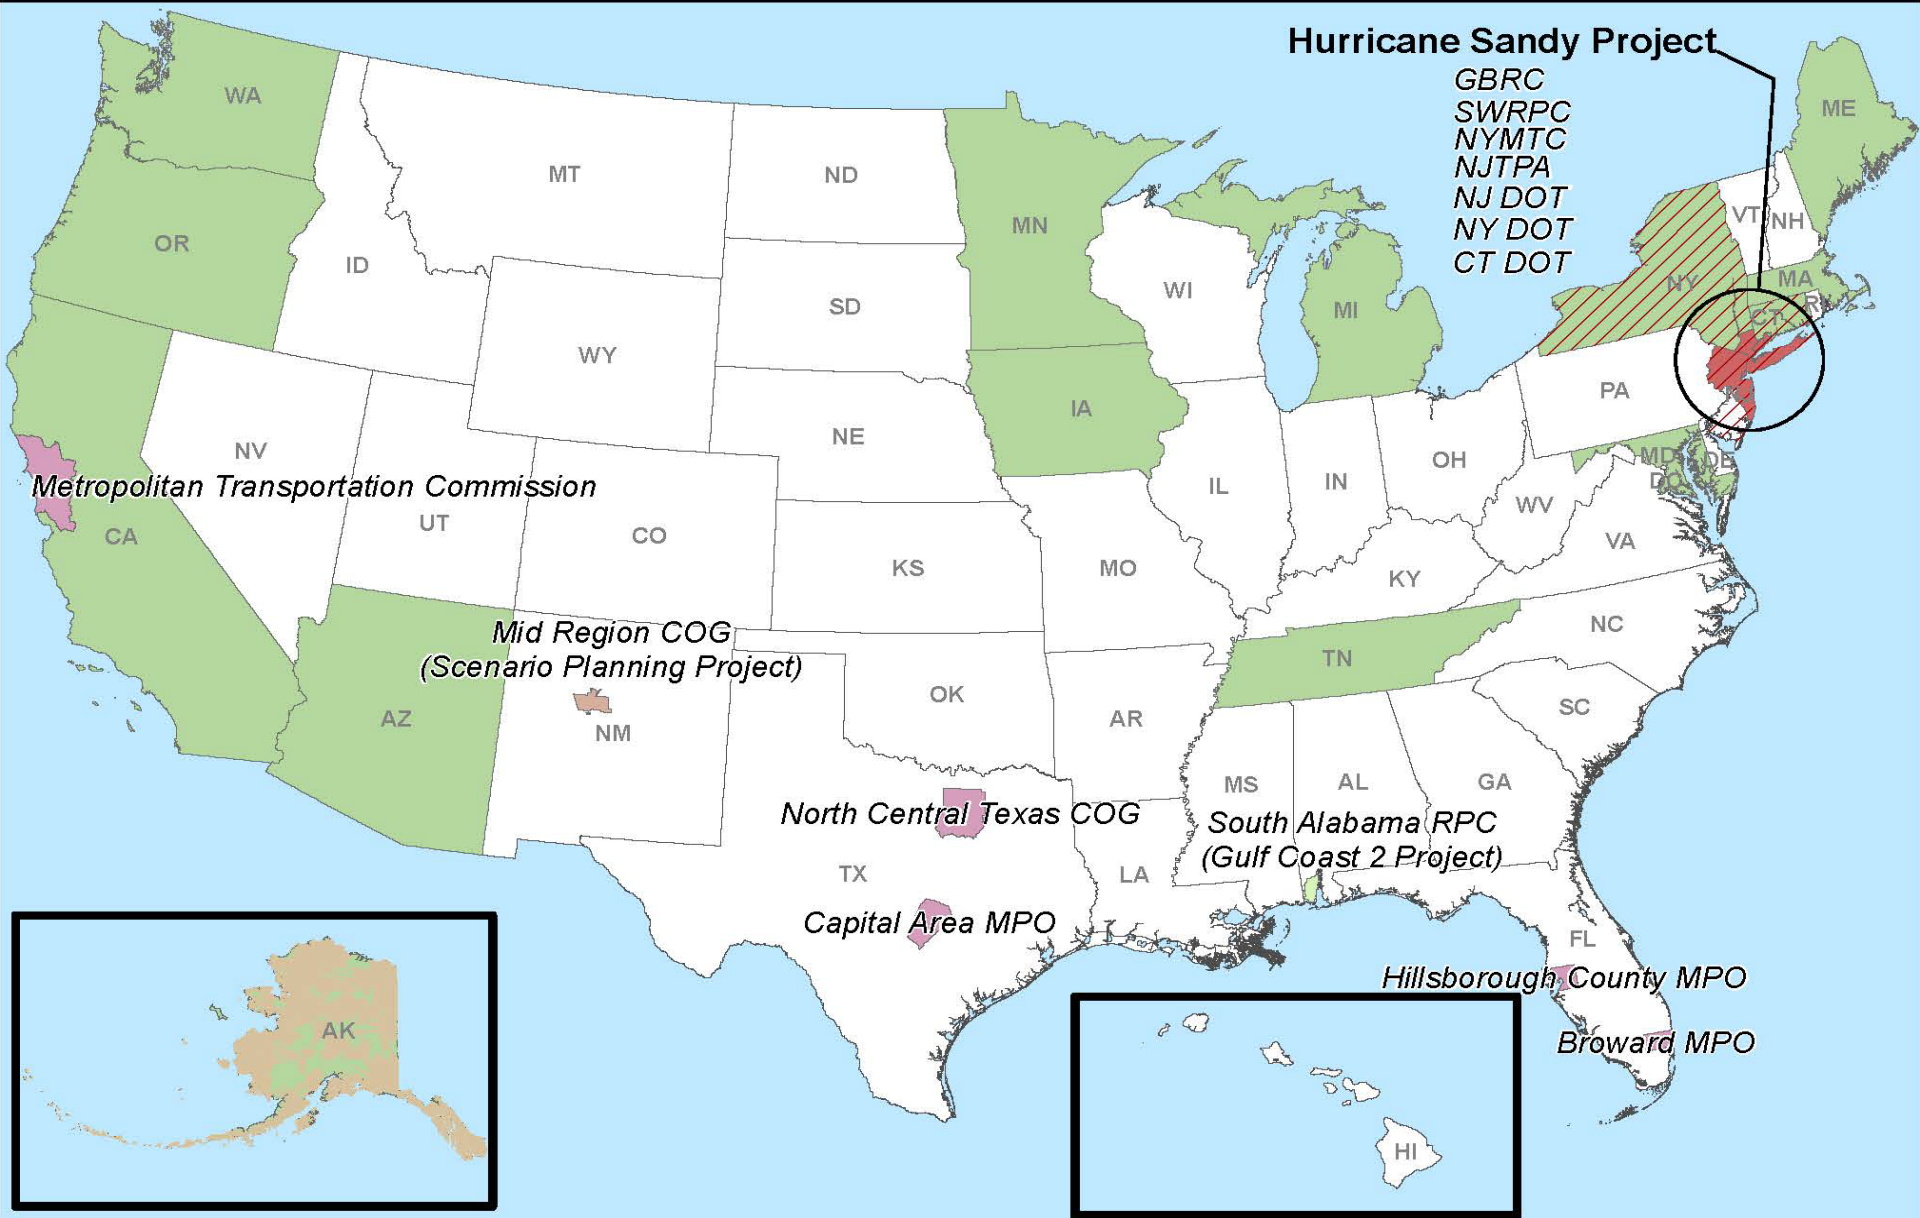 Hurricane Sandy Project
GBRC
SWRPC
NYMTC
NJTPA
NJ DOT
NY DOT
CT DOT
WA
MT
ND
MN
ME
OR
ID
SD
WI
MI
NY
VT
NH
MA
CT
WY
IA
NE
PA
NV
Metropolitan Transportation Commission
UT
CA
CO
KS
MO
IL
IN
OH
WV
MD
DC
DE
VA
KY
Mid Region COG
(Scenario Planning Project)
AZ
NM
OK
AR
TN
NC
SC
MS
AL
GA
North Central Texas COG
South Alabama RPC
(Gulf Coast 2 Project)
TX
LA
Capital Area MPO
FL
Hillsborough County MPO
Broward MPO
AK
HI